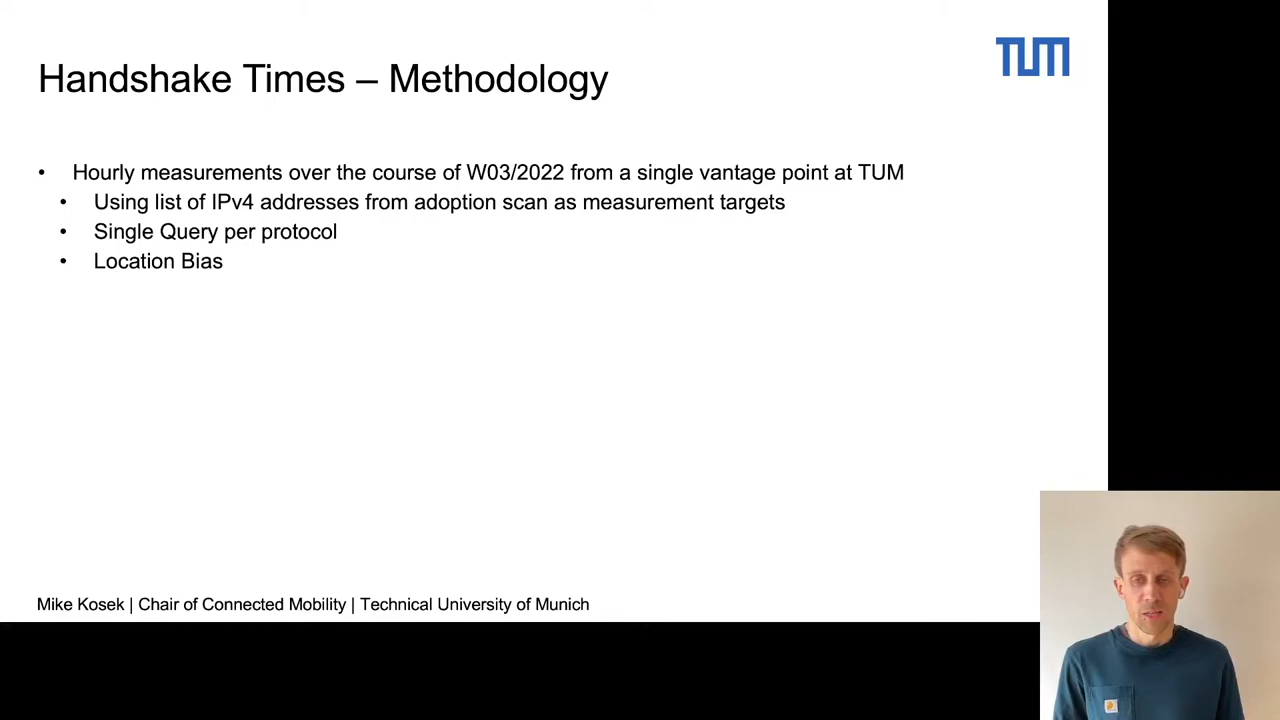 TUM
Handshake Times – Methodology
• Hourly measurements over the course of W03/2022 from a single vantage point at TUM
• Using list of IPv4 addresses from adoption scan as measurement targets
• Single Query per protocol
• Location Bias
Mike Kosek | Chair of Connected Mobility | Technical University of Munich